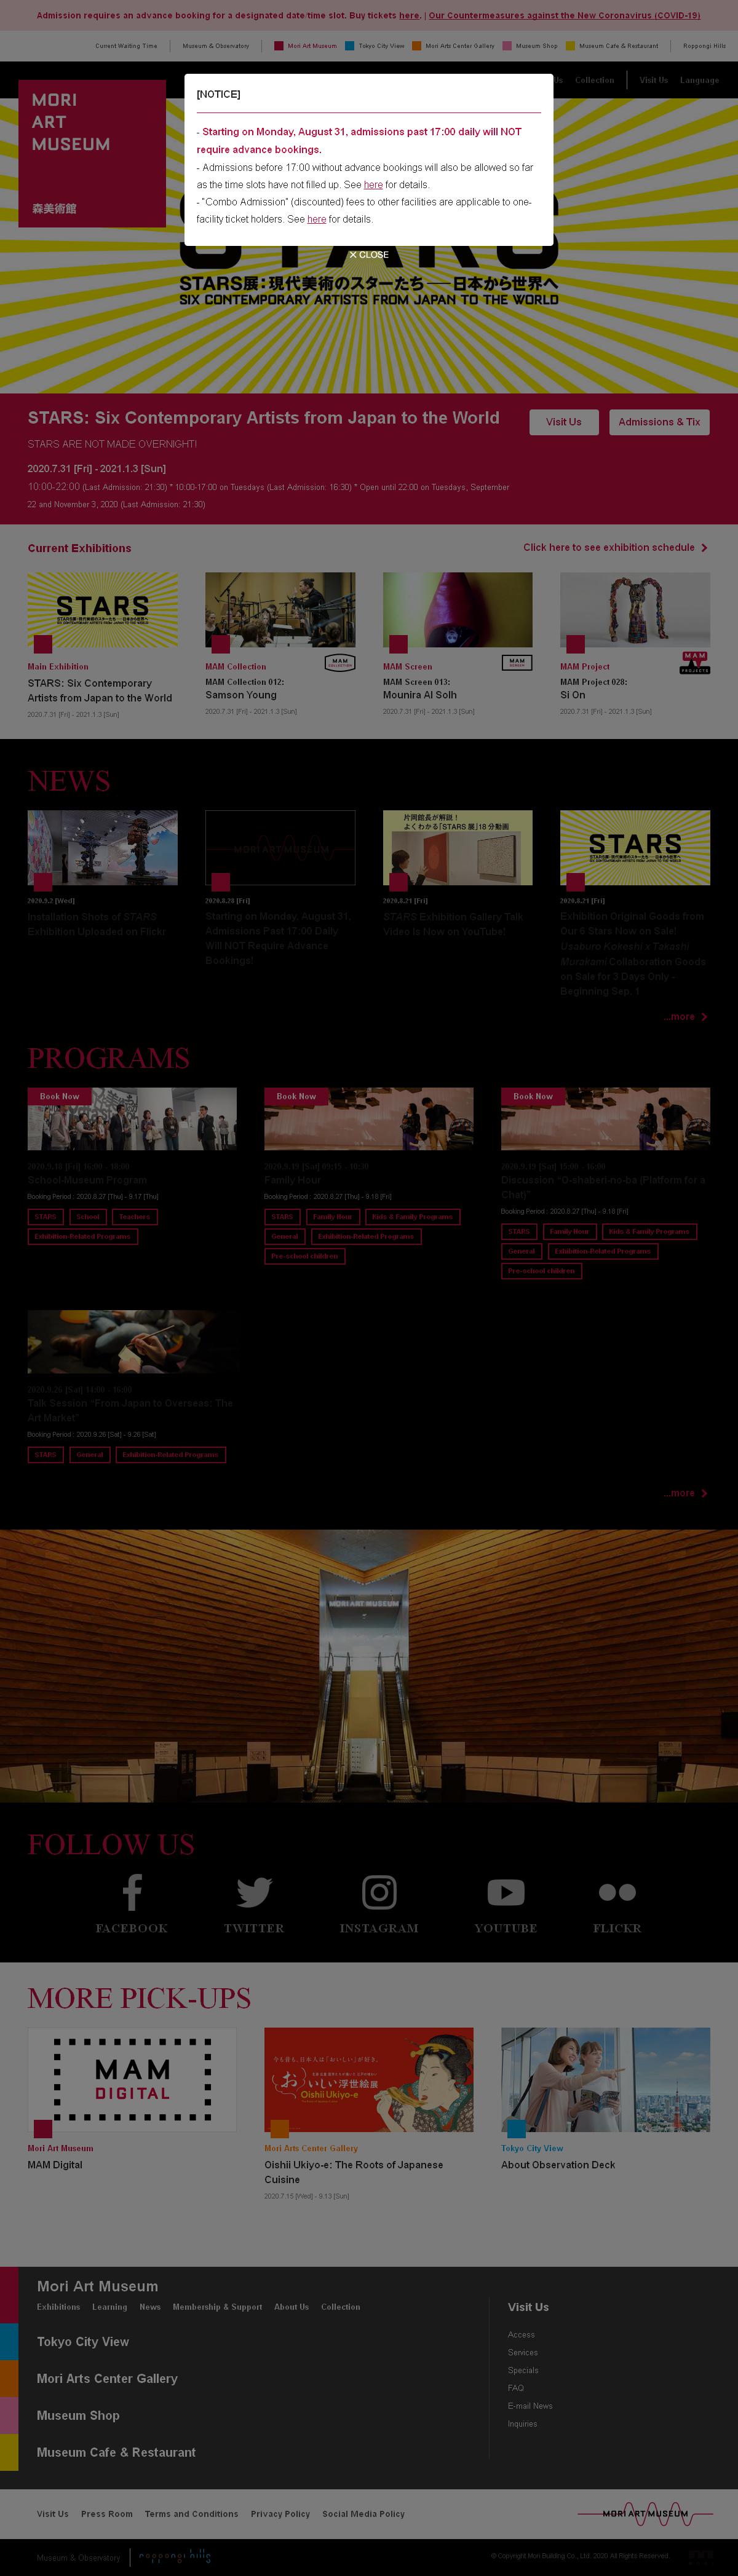 Admission requires an advance booking for a designated date/time slot. Buy tickets here. | Our Countermeasures against the New Coronavirus (COVID-19)
Current Waiting Time
Museum & Observatory
Mori Art Museum
Tokyo City View
Mori Arts Center Gallery
Museum Shop
Museum Cafe & Restaurant
Roppongi Hills
Us
Collection
Visit Us
Language
MORI
ART
MUSEUM
森美術館
[NOTICE]
- Starting on Monday, August 31, admissions past 17:00 daily will NOT
require advance bookings.
- Admissions before 17:00 without advance bookings will also be allowed so far
as the time slots have not filled up. See here for details.
- "Combo Admission" (discounted) fees to other facilities are applicable to one-
facility ticket holders. See here for details.
✕ CLOSE
STARS展：現代美術のスターたち——日本から世界へ
SIX CONTEMPORARY ARTISTS FROM JAPAN TO THE WORLD
STARS: Six Contemporary Artists from Japan to the World
Visit Us
Admissions & Tix
STARS ARE NOT MADE OVERNIGHT!
2020.7.31 [Fri] - 2021.1.3 [Sun]
10:00-22:00 (Last Admission: 21:30) * 10:00-17:00 on Tuesdays (Last Admission: 16:30) * Open until 22:00 on Tuesdays, September
22 and November 3, 2020 (Last Admission: 21:30)
Current Exhibitions
Click here to see exhibition schedule
STARS
Main Exhibition
STARS: Six Contemporary
Artists from Japan to the World
2020.7.31 [Fri] - 2021.1.3 [Sun]
MAM Collection
MAM
COLLECTION
MAM Collection 012:
Samson Young
2020.7.31 [Fri] - 2021.1.3 [Sun]
MAM Screen
MAM
SCREEN
MAM Screen 013:
Mounira Al Solh
2020.7.31 [Fri] - 2021.1.3 [Sun]
MAM Project
MAM
PROJECTS
MAM Project 028:
Si On
2020.7.31 [Fri] - 2021.1.3 [Sun]
NEWS
2020.9.2 [Wed]
Installation Shots of STARS
Exhibition Uploaded on Flickr
MORI ART MUSEUM
2020.8.28 [Fri]
Starting on Monday, August 31,
Admissions Past 17:00 Daily
Will NOT Require Advance
Bookings!
片岡館長が解説！
よくわかる「STARS展」18分動画
2020.8.21 [Fri]
STARS Exhibition Gallery Talk
Video is Now on YouTube!
STARS
2020.8.21 [Fri]
Exhibition Original Goods from
Our 6 Stars Now on Sale!
Usaburo Kokeshi x Takashi
Murakami Collaboration Goods
on Sale for 3 Days Only -
Beginning Sep. 1
...more
PROGRAMS
Book Now
2020.9.18 [Fri] 16:00 - 18:00
School-Museum Program
Booking Period : 2020.8.27 [Thu] - 9.17 [Thu]
STARS
School
Teachers
Exhibition-Related Programs
Book Now
Family Hour
Booking Period : 2020.8.27 [Thu] - 9.18 [Fri]
STARS
Family Hour
Kids & Family Programs
General
Exhibition-Related Programs
Pre-school children
Book Now
2020.9.19 [Sat] 15:00 - 16:00
Discussion "O-shaberi-no-ba (Platform for a
Chat)"
Booking Period : 2020.8.27 [Thu] - 9.18 [Fri]
STARS
Family Hour
Kids & Family Programs
General
Exhibition-Related Programs
Pre-school children
2020.9.26 [Sat] 14:00 - 16:00
Talk Session "From Japan to Overseas: The
Art Market"
Booking Period : 2020.9.26 [Sat] - 9.26 [Sat]
STARS
General
Exhibition-Related Programs
...more
MORI ART MUSEUM
FOLLOW US
FACEBOOK
TWITTER
INSTAGRAM
YOUTUBE
FLICKR
MORE PICK-UPS
MAM
DIGITAL
Mori Art Museum
MAM Digital
今も昔も、日本人は「おいしい」が好き。
おいしい浮世絵展
Oishii Ukiyo-e
Mori Arts Center Gallery
Oishii Ukiyo-e: The Roots of Japanese
Cuisine
2020.7.15 [Wed] - 9.13 [Sun]
Tokyo City View
About Observation Deck
Mori Art Museum
Exhibitions
Learning
News
Membership & Support
About Us
Collection
Tokyo City View
Mori Arts Center Gallery
Museum Shop
Museum Cafe & Restaurant
Visit Us
Access
Services
Specials
FAQ
E-mail News
Inquiries
Visit Us
Press Room
Terms and Conditions
Privacy Policy
Social Media Policy
MORI ART MUSEUM
Museum & Observatory
roppongi hills
© Copyright Mori Building Co., Ltd. 2020 All Rights Reserved.